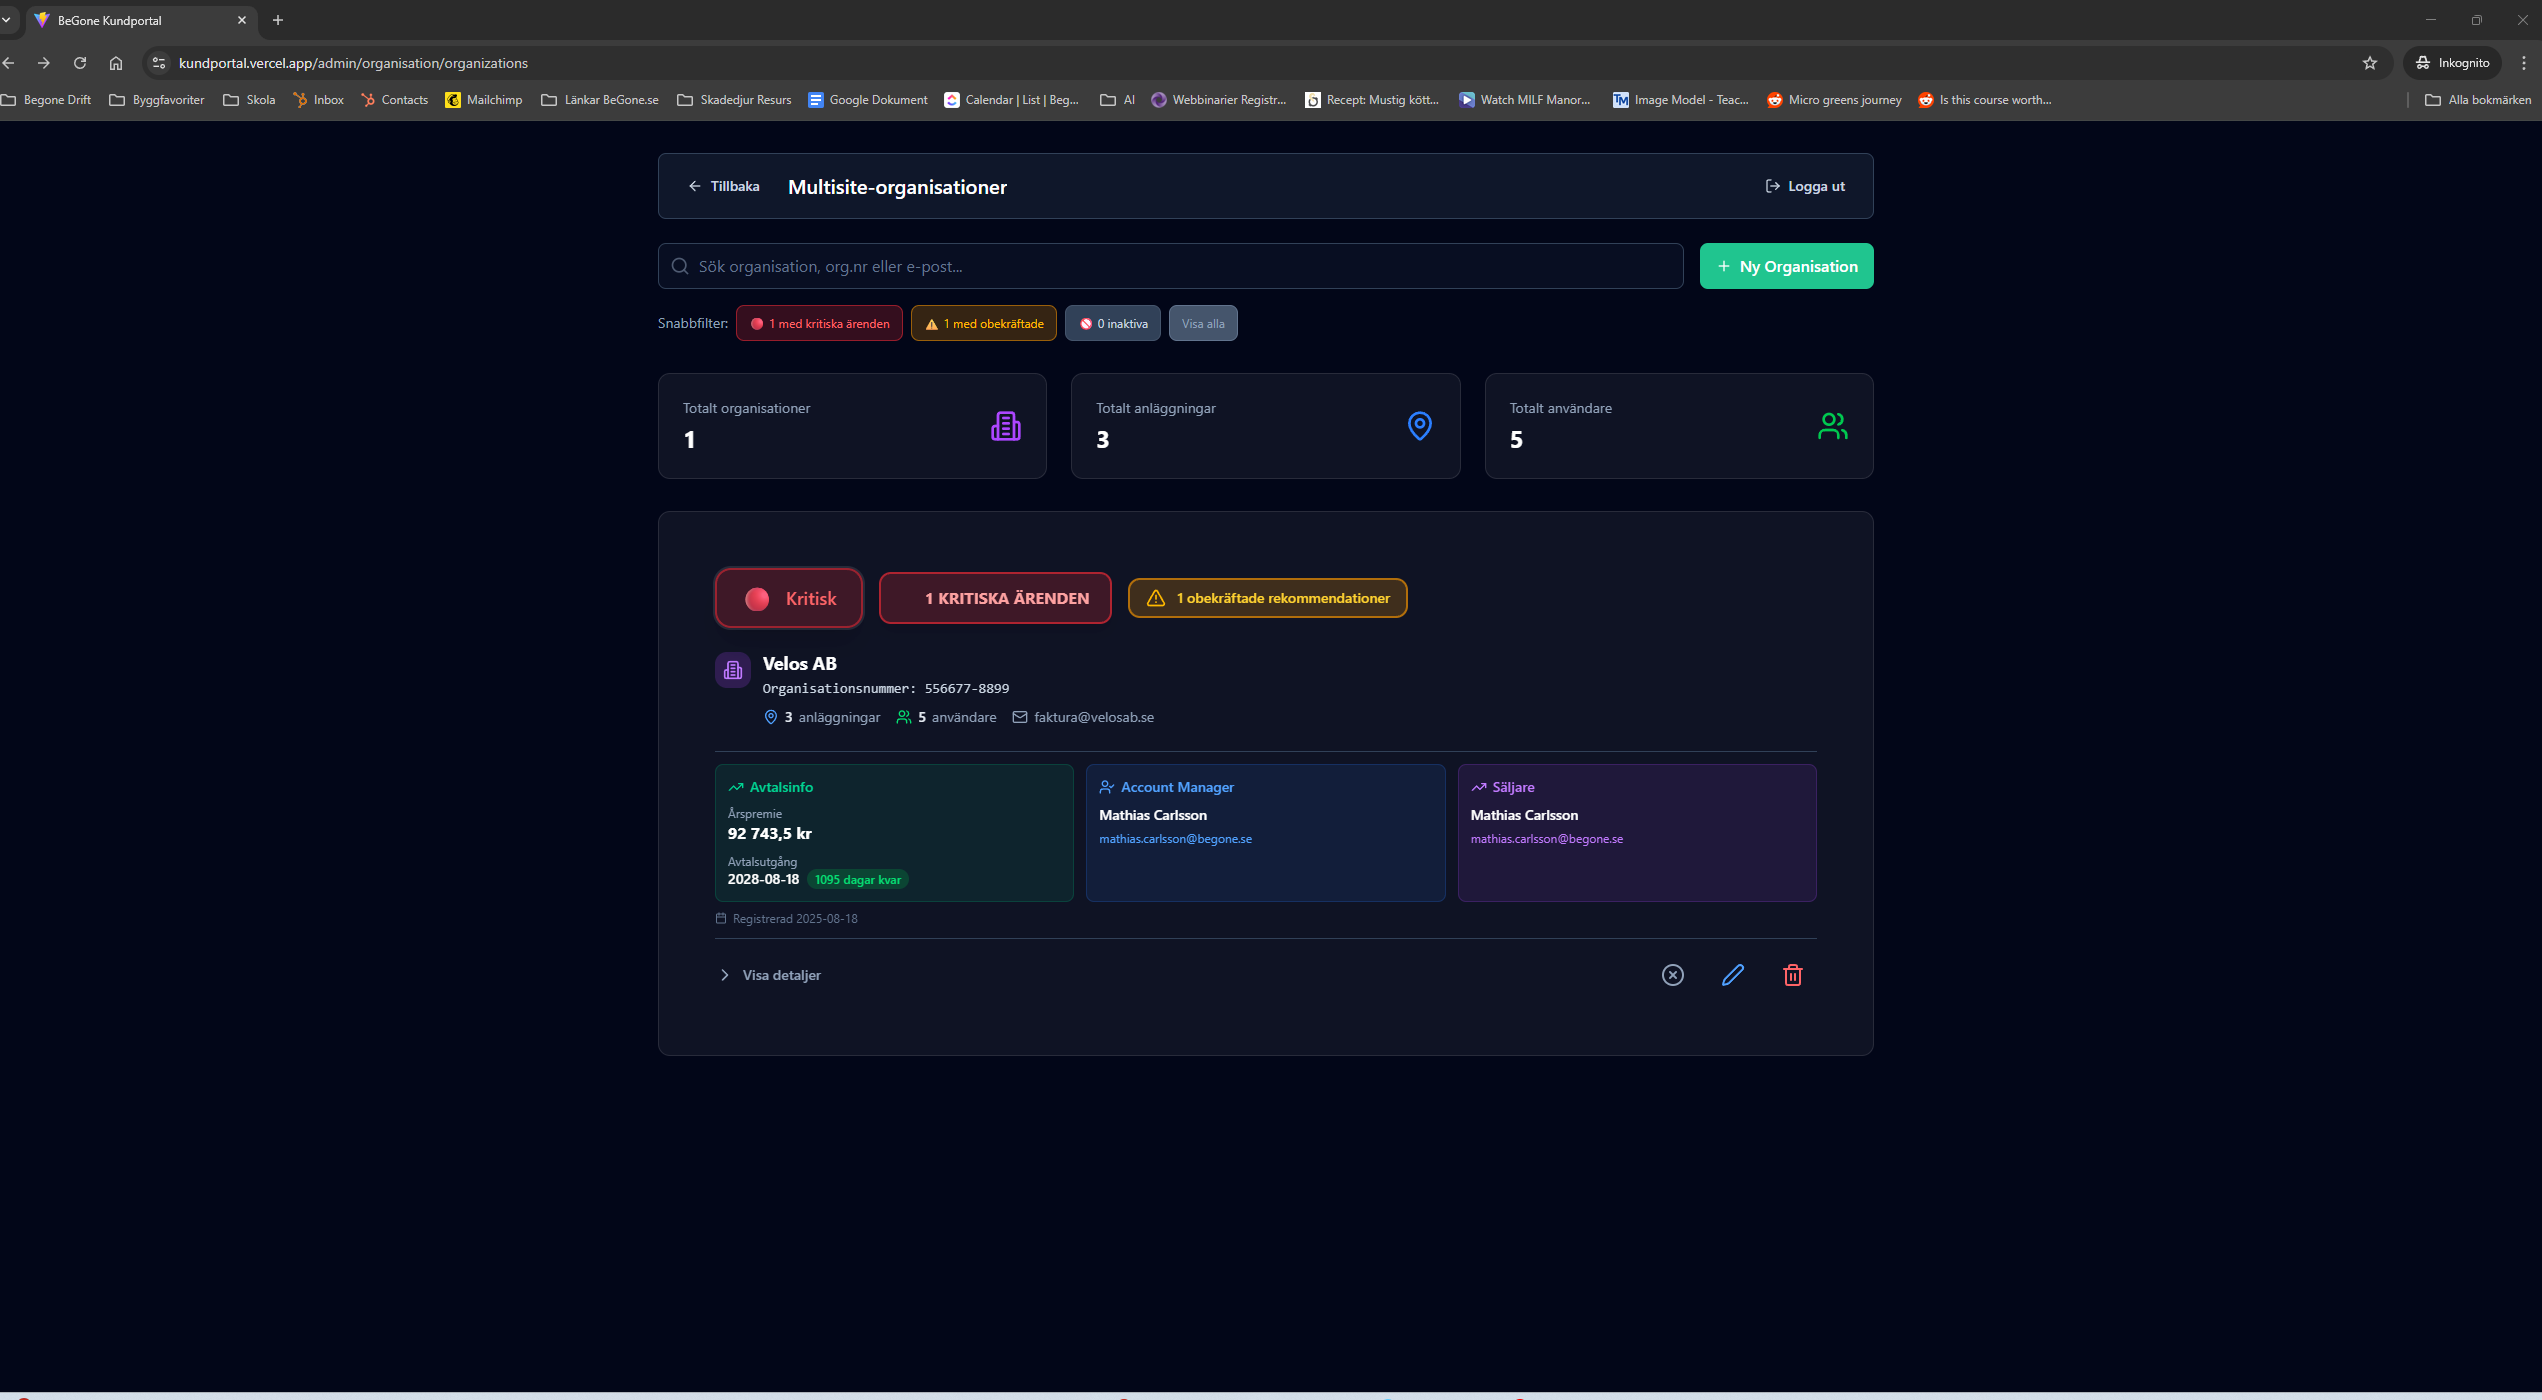 BeGone Kundportal
kundportal.vercel.app/admin/organisation/organizations
Inkognito
Begone Drift
Byggfavoriter
Skola
Inbox
Contacts
Mailchimp
Länkar BeGone.se
Skadedjur Resurs
Google Dokument
Calendar | List | Beg...
AI
Webbinarier Registr...
Recept: Mustig kött...
Watch MILF Manor...
TM
Image Model - Teac...
Micro greens journey
Is this course worth...
Alla bokmärken
Tillbaka
Multisite-organisationer
Logga ut
Sök organisation, org.nr eller e-post...
+ Ny Organisation
Snabbfilter:
1 med kritiska ärenden
1 med obekräftade
0 inaktiva
Visa alla
Totalt organisationer
1
Totalt anläggningar
3
Totalt användare
5
Kritisk
1 KRITISKA ÄRENDEN
1 obekräftade rekommendationer
Velos AB
Organisationsnummer: 556677-8899
3 anläggningar
5 användare
faktura@velosab.se
Avtalsinfo
Årspremie
92 743,5 kr
Avtalsutgång
2028-08-18
1095 dagar kvar
Account Manager
Mathias Carlsson
mathias.carlsson@begone.se
Säljare
Mathias Carlsson
mathias.carlsson@begone.se
Registrerad 2025-08-18
Visa detaljer